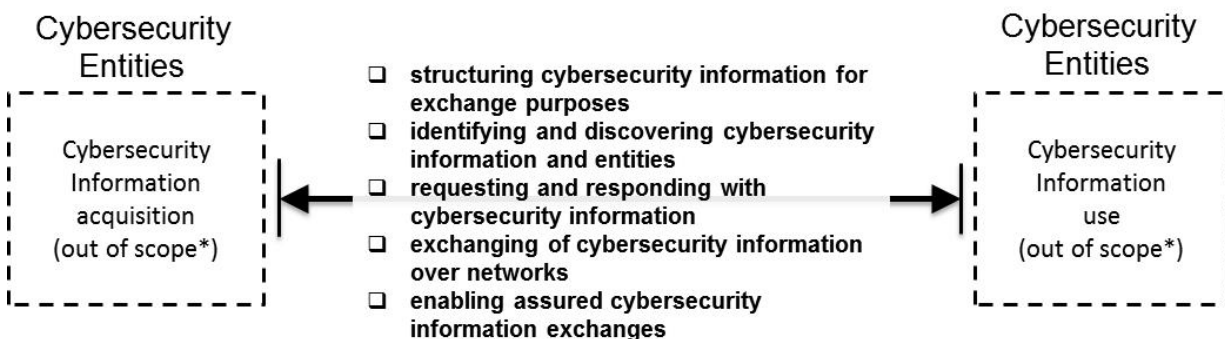 Cybersecurity
Entities
Cybersecurity
Information
acquisition
(out of scope*)
❑ structuring cybersecurity information for
exchange purposes
❑ identifying and discovering cybersecurity
information and entities
❑ requesting and responding with
cybersecurity information
❑ exchanging of cybersecurity information
over networks
❑ enabling assured cybersecurity
information exchanges
Cybersecurity
Entities
Cybersecurity
Information
use
(out of scope*)